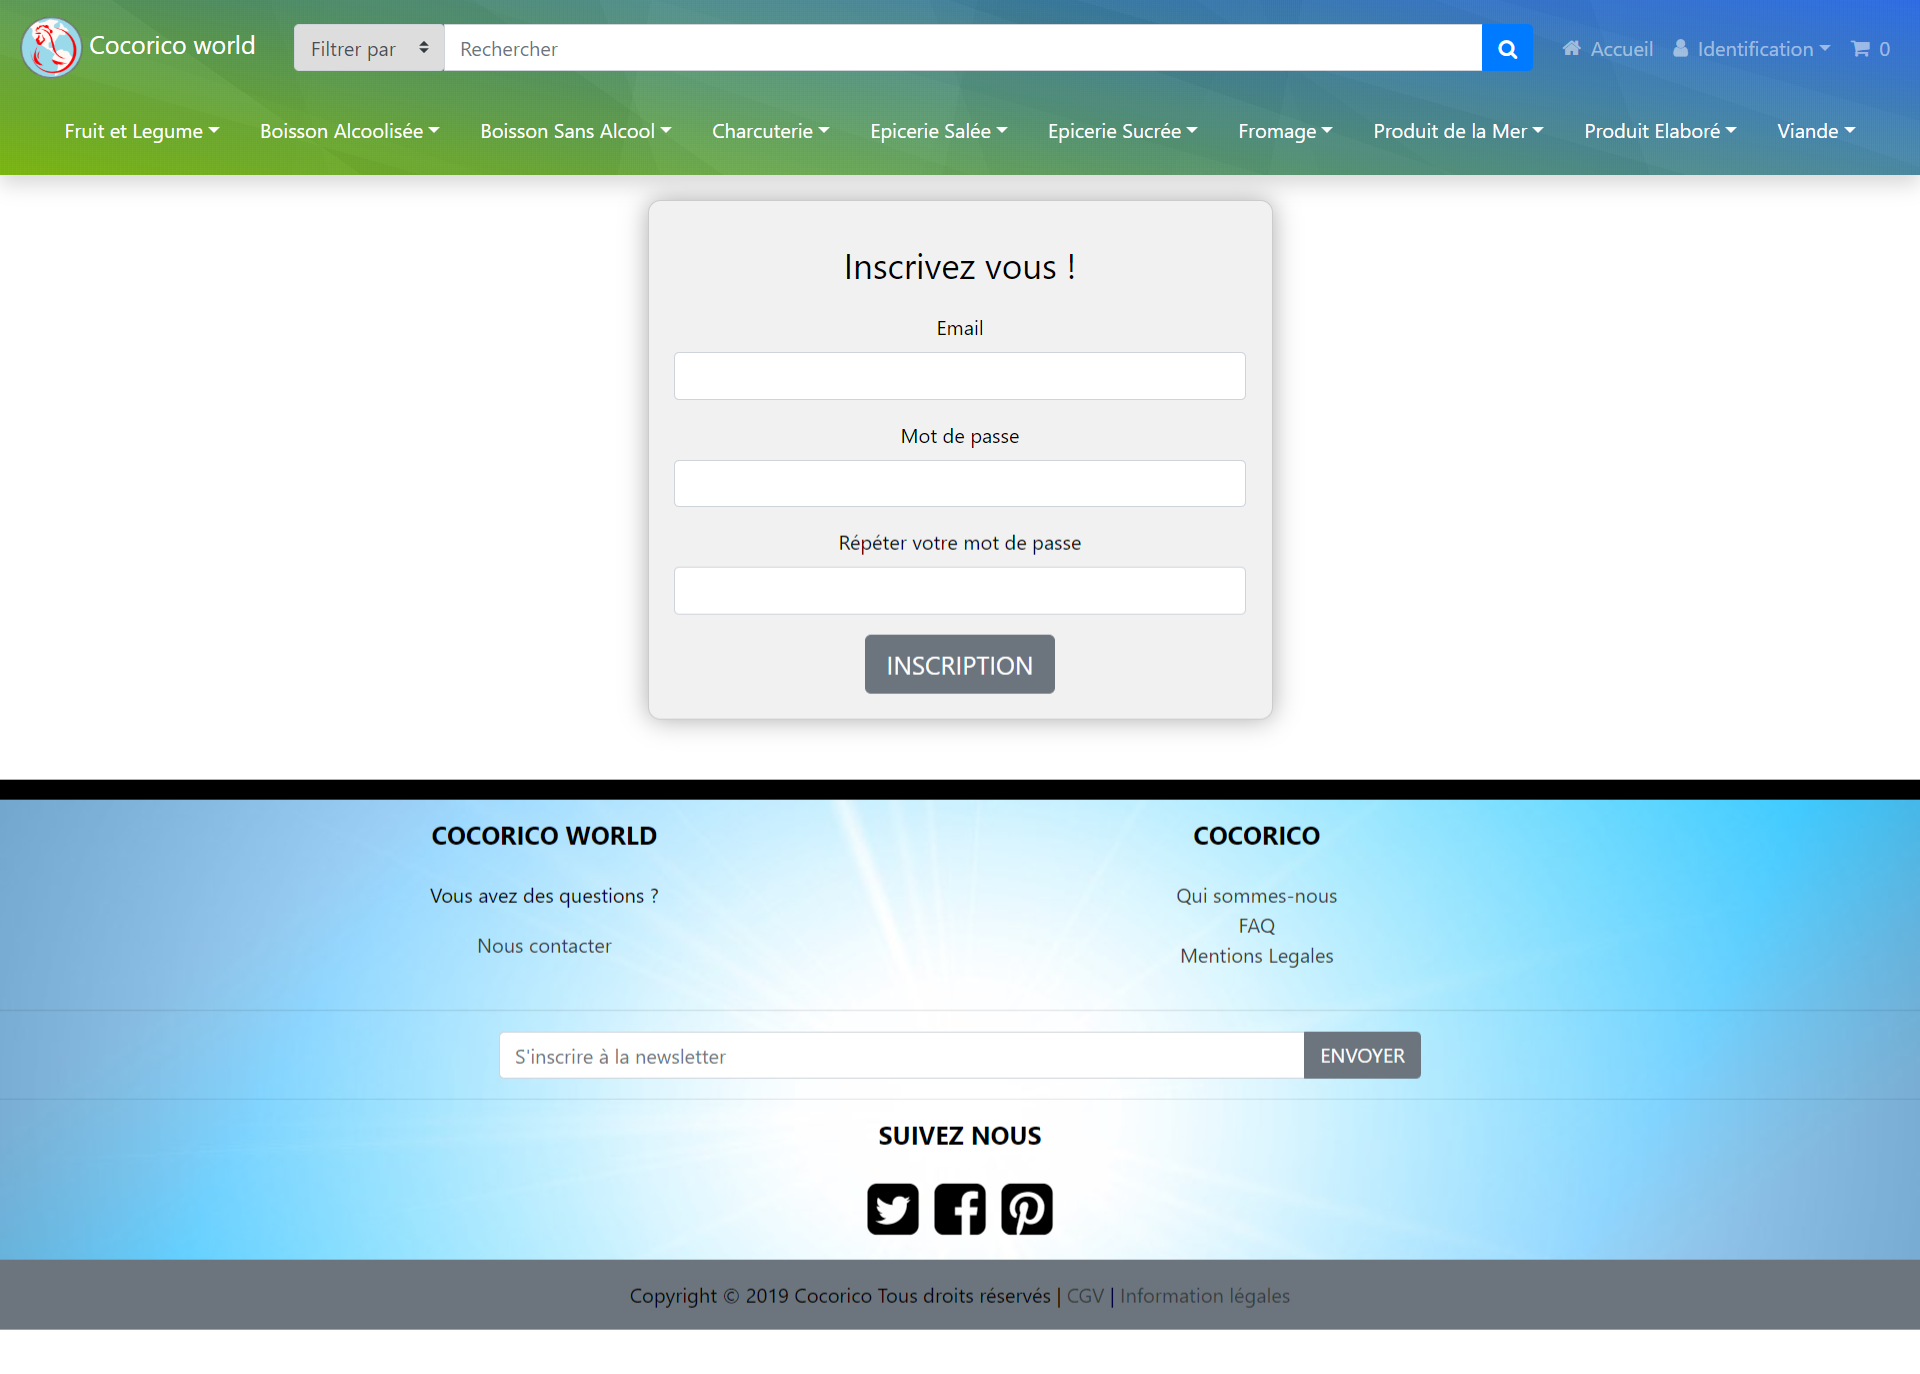 Cocorico world
Filtrer par
Rechercher
Accueil
Identification
0
Fruit et Legume
Boisson Alcoolisée
Boisson Sans Alcool
Charcuterie
Epicerie Salée
Epicerie Sucrée
Fromage
Produit de la Mer
Produit Elaboré
Viande
Inscrivez vous !
Email
Mot de passe
Répéter votre mot de passe
INSCRIPTION
COCORICO WORLD
Vous avez des questions ?
Nous contacter
COCORICO
Qui sommes-nous
FAQ
Mentions Legales
S'inscrire à la newsletter
ENVOYER
SUIVEZ NOUS
Copyright © 2019 Cocorico Tous droits réservés | CGV | Information légales